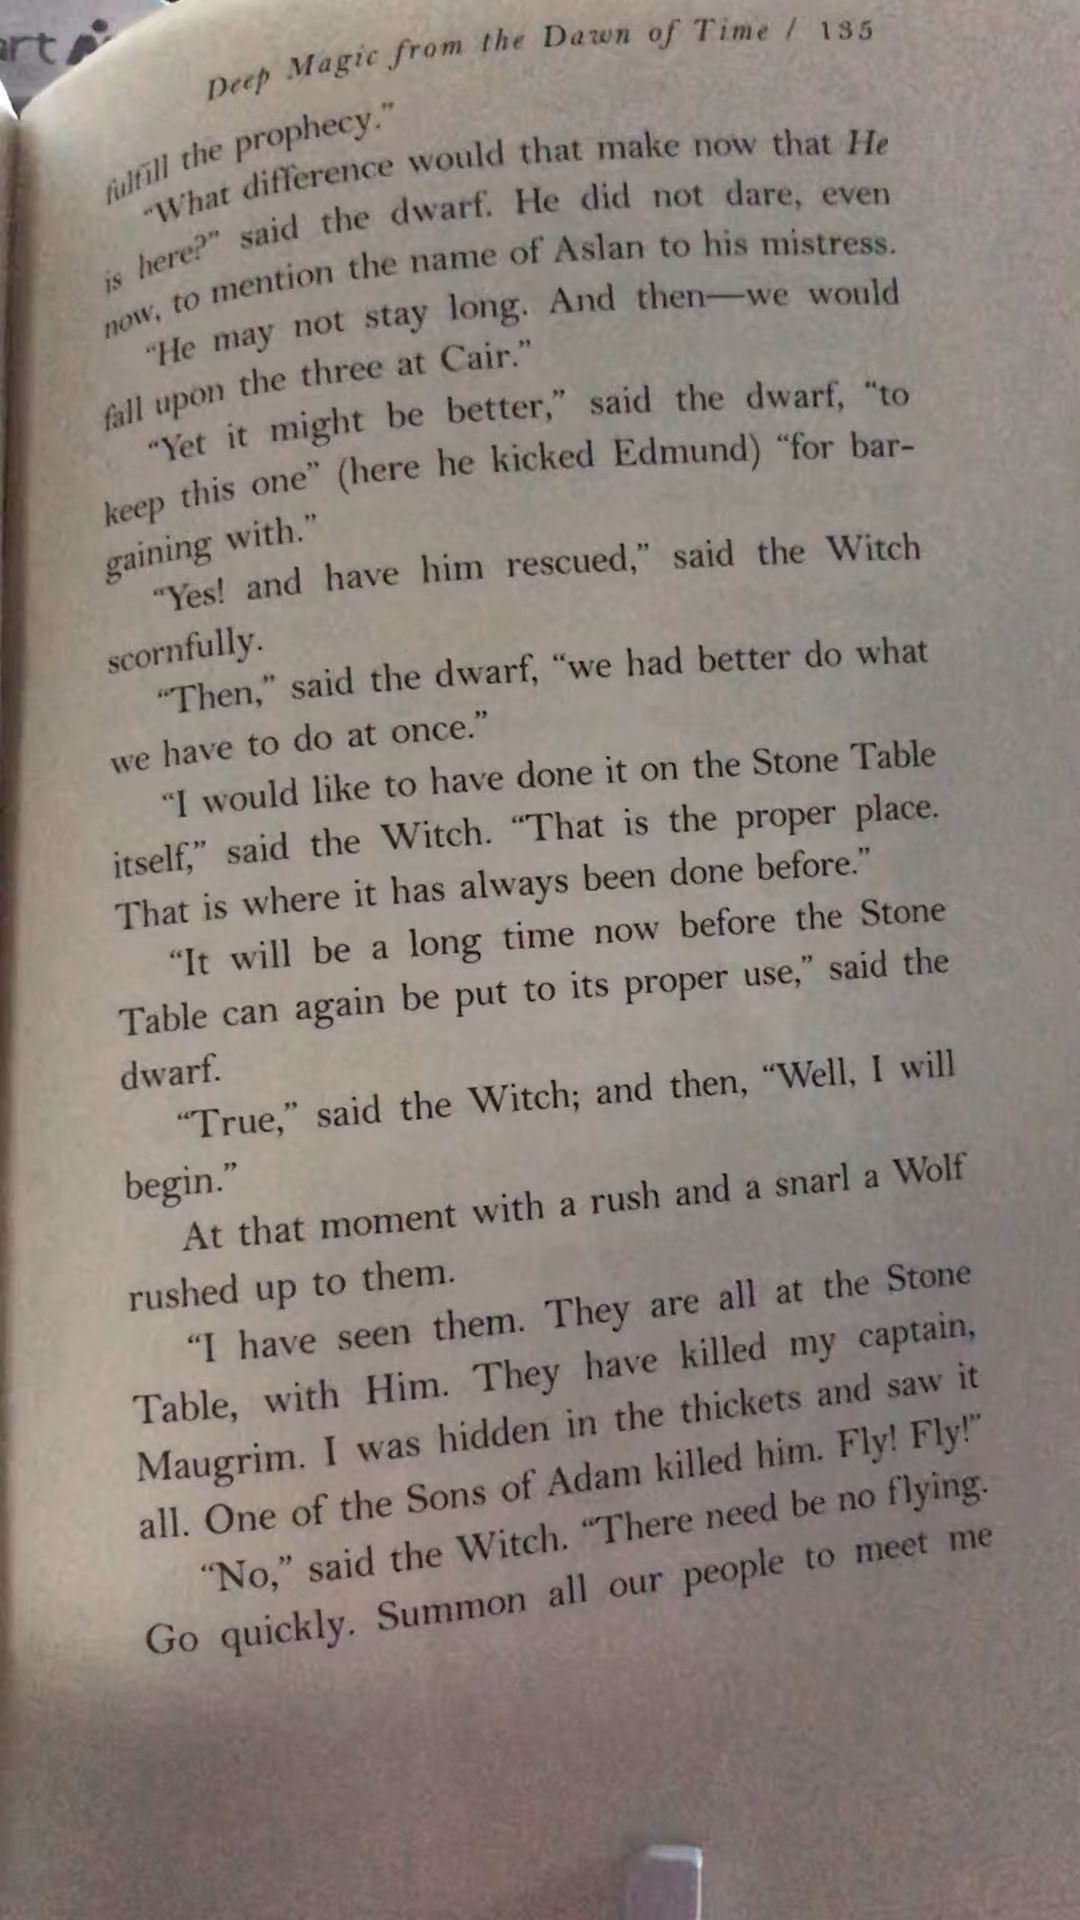 art
Deep Magic from the Dawn of Time / 135
fulfill the prophecy.”
“What difference would that make now that He
is here?” said the dwarf. He did not dare, even
now, to mention the name of Aslan to his mistress.
“He may not stay long. And then—we would
fall upon the three at Cair.”
“Yet it might be better,” said the dwarf, “to
keep this one” (here he kicked Edmund) “for bar-
gaining with.”
“Yes! and have him rescued,” said the Witch
scornfully.
“Then,” said the dwarf, “we had better do what
we have to do at once.”
“I would like to have done it on the Stone Table
itself,” said the Witch. “That is the proper place.
That is where it has always been done before.”
“It will be a long time now before the Stone
Table can again be put to its proper use,” said the
dwarf.
“True,” said the Witch; and then, “Well, I will
begin.”
At that moment with a rush and a snarl a Wolf
rushed up to them.
“I have seen them. They are all at the Stone
Table, with Him. They have killed my captain,
Maugrim. I was hidden in the thickets and saw it
all. One of the Sons of Adam killed him. Fly! Fly!”
“No,” said the Witch. “There need be no flying.
Go quickly. Summon all our people to meet me